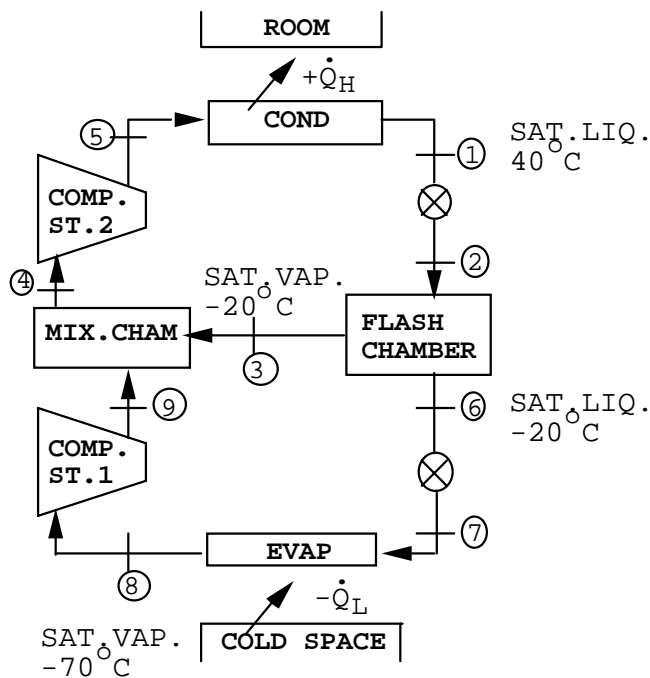 ROOM
+Q̇H
COND
5
1
SAT.LIQ.
40°C
COMP.
ST.2
4
2
SAT.VAP.
-20°C
MIX.CHAM
FLASH
CHAMBER
3
9
6
SAT.LIQ.
-20°C
COMP.
ST.1
7
EVAP
8
-Q̇L
SAT.VAP.
-70°C
COLD SPACE